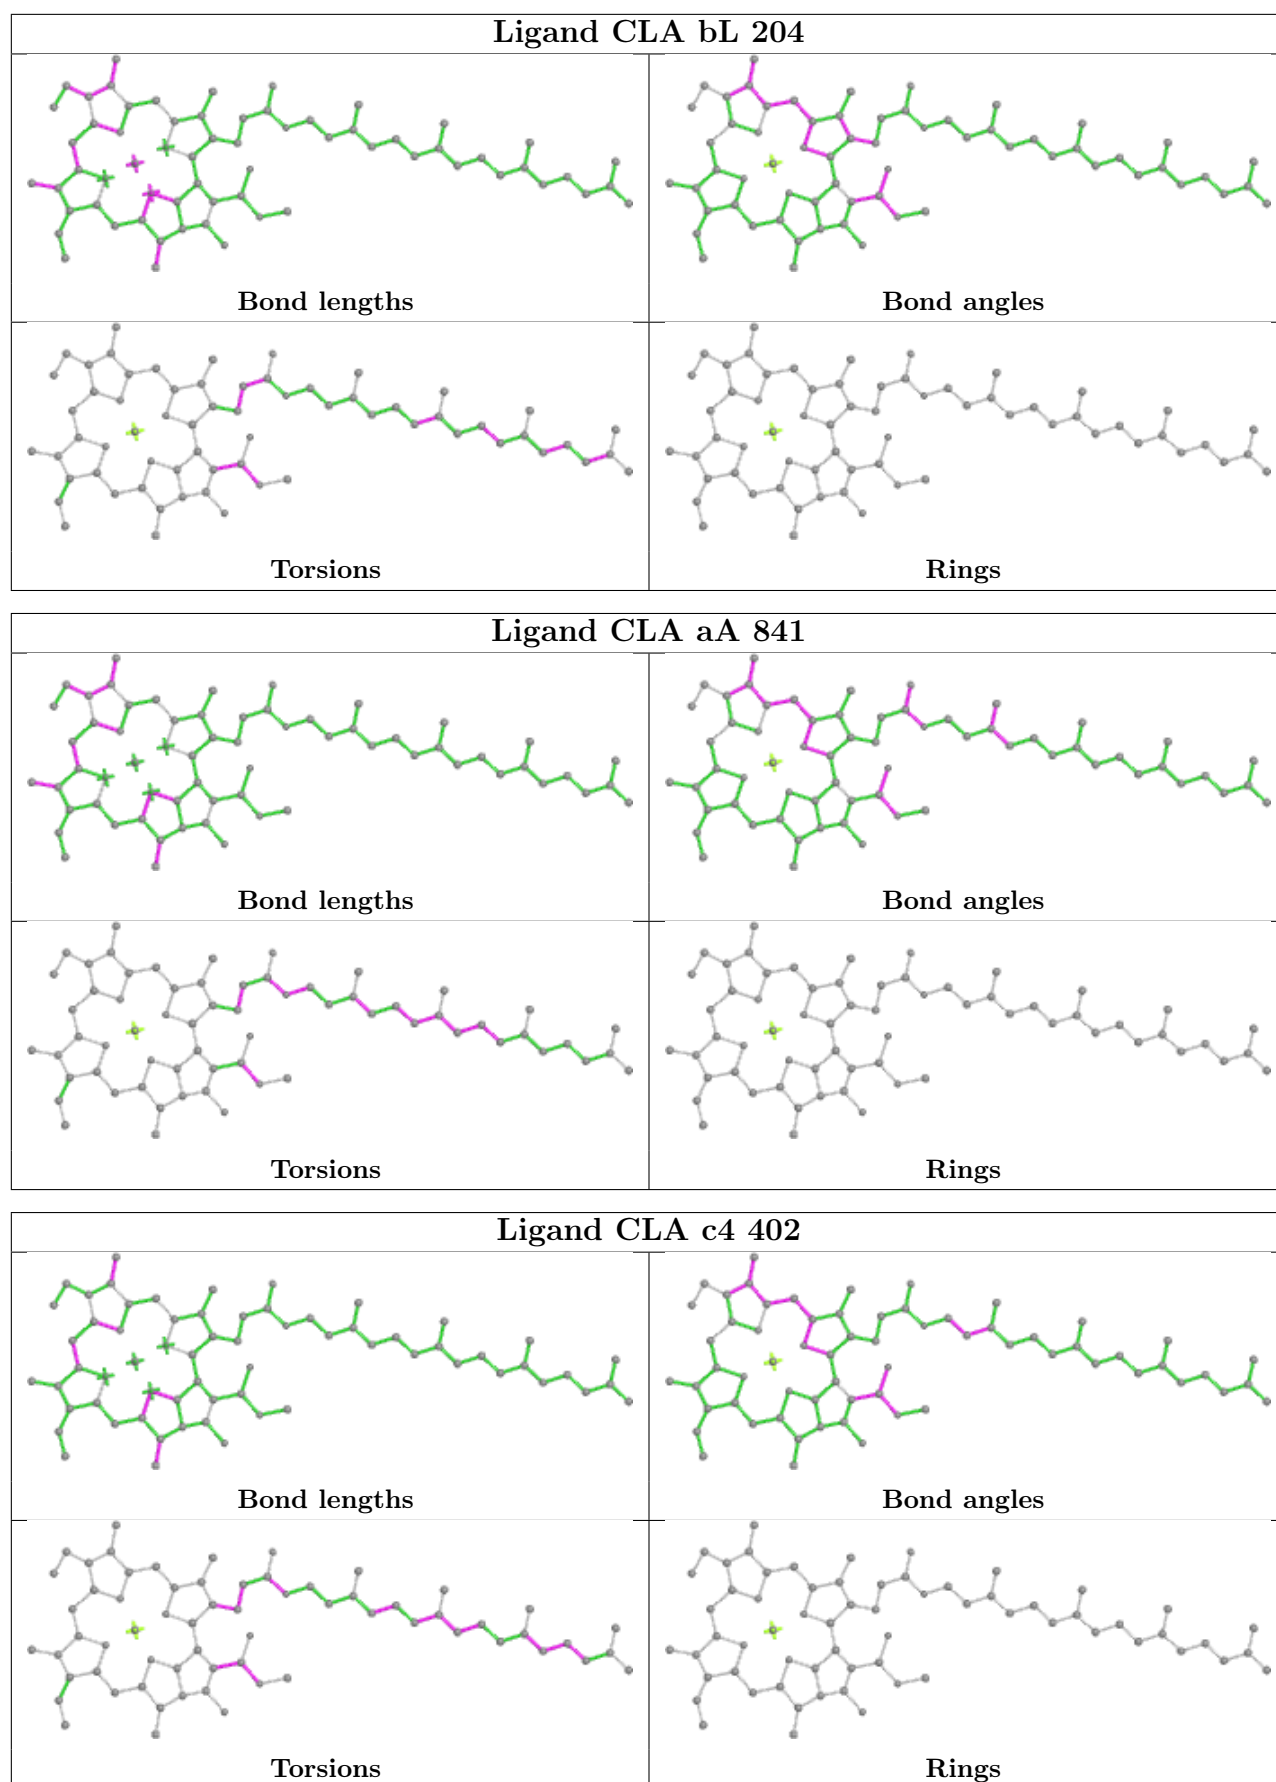 Ligand CLA bL 204
Bond lengths
Bond angles
Torsions
Rings
Ligand CLA aA 841
Bond lengths
Bond angles
Torsions
Rings
Ligand CLA c4 402
Bond lengths
Bond angles
Torsions
Rings